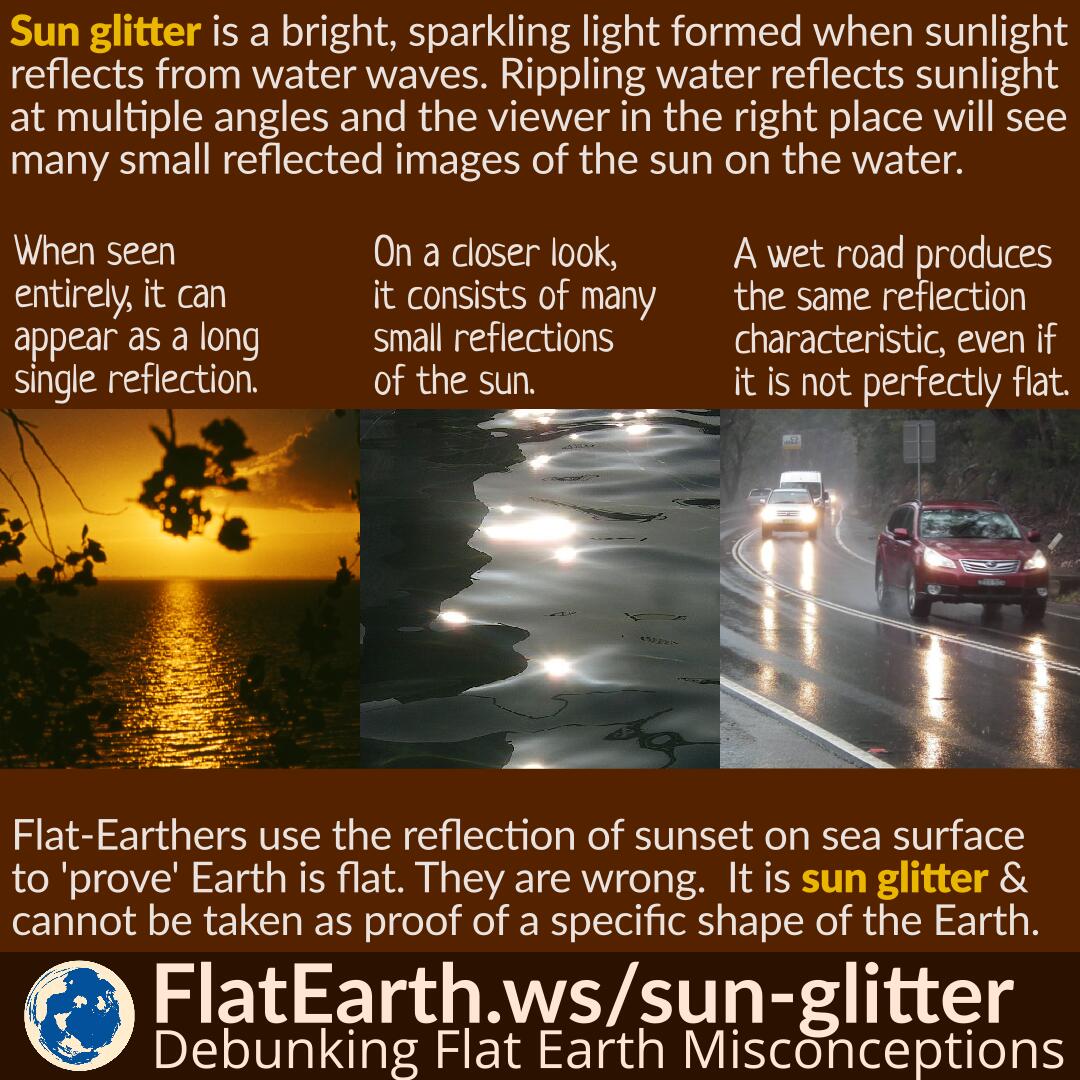 Sun glitter is a bright, sparkling light formed when sunlight
reflects from water waves. Rippling water reflects sunlight
at multiple angles and the viewer in the right place will see
many small reflected images of the sun on the water.
When seen
entirely, it can
appear as a long
single reflection.
On a closer look,
it consists of many
small reflections
of the sun.
A wet road produces
the same reflection
characteristic, even if
it is not perfectly flat.
Flat-Earthers use the reflection of sunset on sea surface
to 'prove' Earth is flat. They are wrong.  It is sun glitter &
cannot be taken as proof of a specific shape of the Earth.
FlatEarth.ws/sun-glitter
Debunking Flat Earth Misconceptions